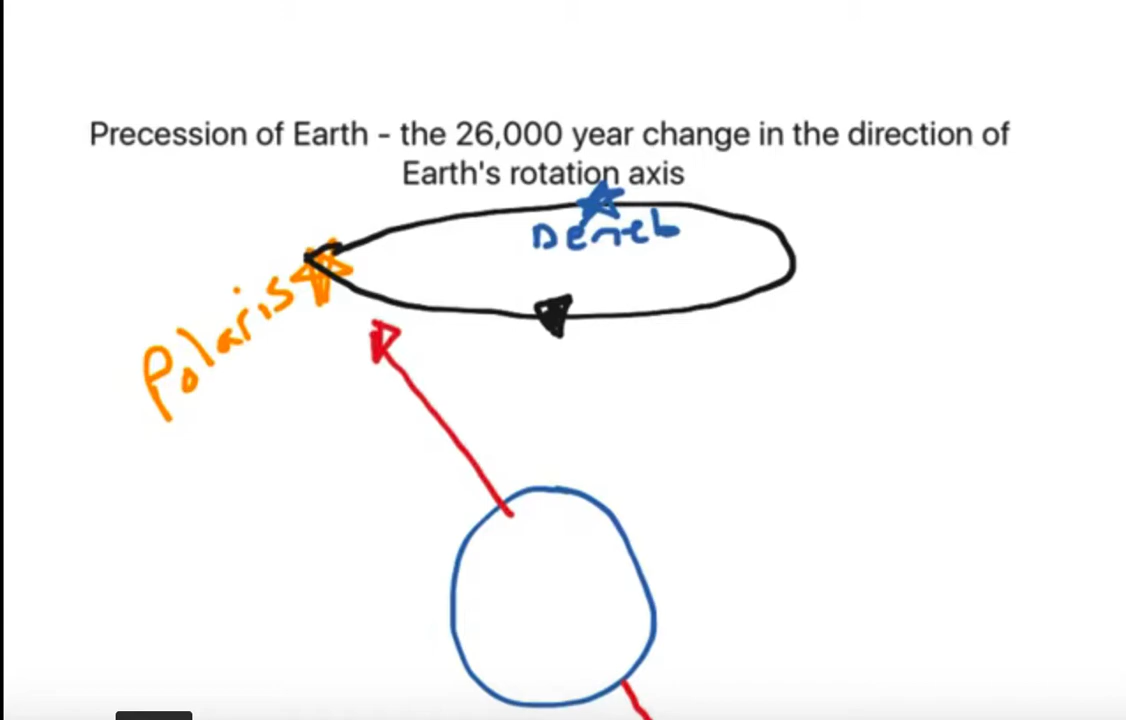 Precession of Earth - the 26,000 year change in the direction of
Earth's rotation axis
Deneb
Polaris